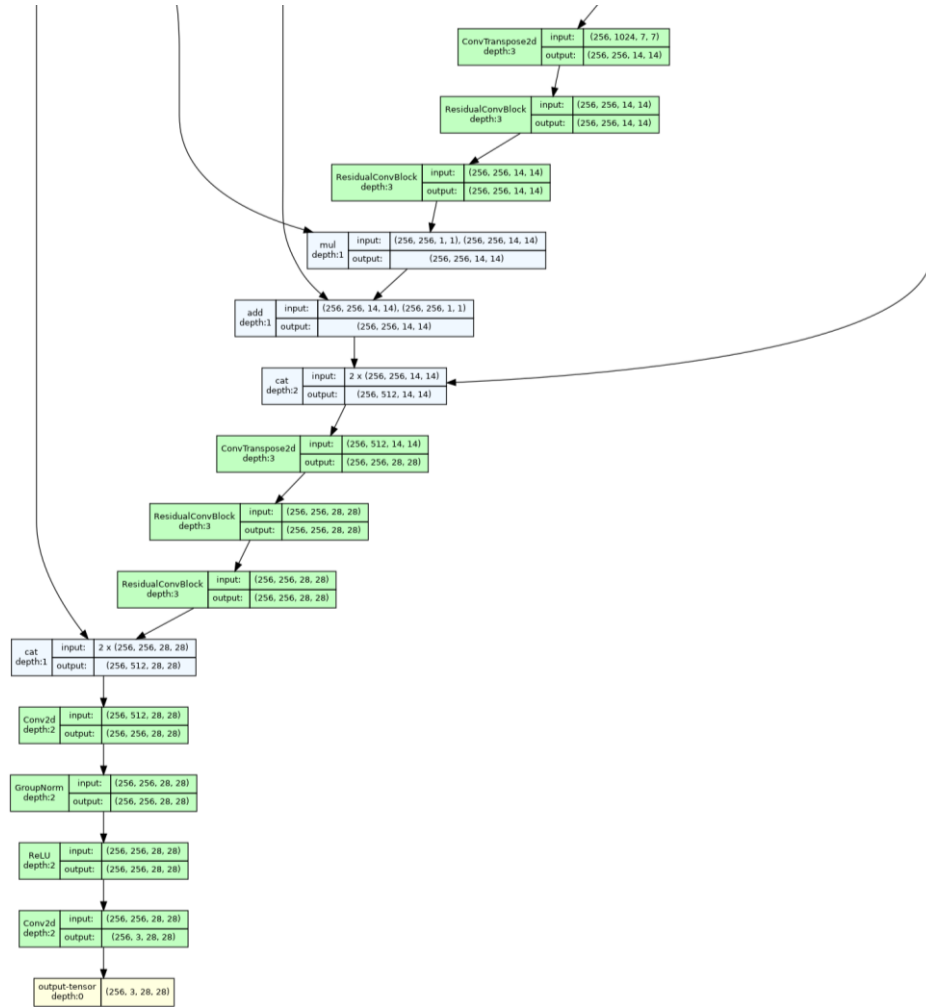 ConvTranspose2d
depth:3
input: (256, 1024, 7, 7)
output: (256, 256, 14, 14)
ResidualConvBlock
depth:3
input: (256, 256, 14, 14)
output: (256, 256, 14, 14)
ResidualConvBlock
depth:3
input: (256, 256, 14, 14)
output: (256, 256, 14, 14)
mul
depth:1
input: (256, 256, 1, 1), (256, 256, 14, 14)
output: (256, 256, 14, 14)
add
depth:1
input: (256, 256, 14, 14), (256, 256, 1, 1)
output: (256, 256, 14, 14)
cat
depth:2
input: 2 x (256, 256, 14, 14)
output: (256, 512, 14, 14)
ConvTranspose2d
depth:3
input: (256, 512, 14, 14)
output: (256, 256, 28, 28)
ResidualConvBlock
depth:3
input: (256, 256, 28, 28)
output: (256, 256, 28, 28)
ResidualConvBlock
depth:3
input: (256, 256, 28, 28)
output: (256, 256, 28, 28)
cat
depth:1
input: 2 x (256, 256, 28, 28)
output: (256, 512, 28, 28)
Conv2d
depth:2
input: (256, 512, 28, 28)
output: (256, 256, 28, 28)
GroupNorm
depth:2
input: (256, 256, 28, 28)
output: (256, 256, 28, 28)
ReLU
depth:2
input: (256, 256, 28, 28)
output: (256, 256, 28, 28)
Conv2d
depth:2
input: (256, 256, 28, 28)
output: (256, 3, 28, 28)
output-tensor
depth:0
(256, 3, 28, 28)